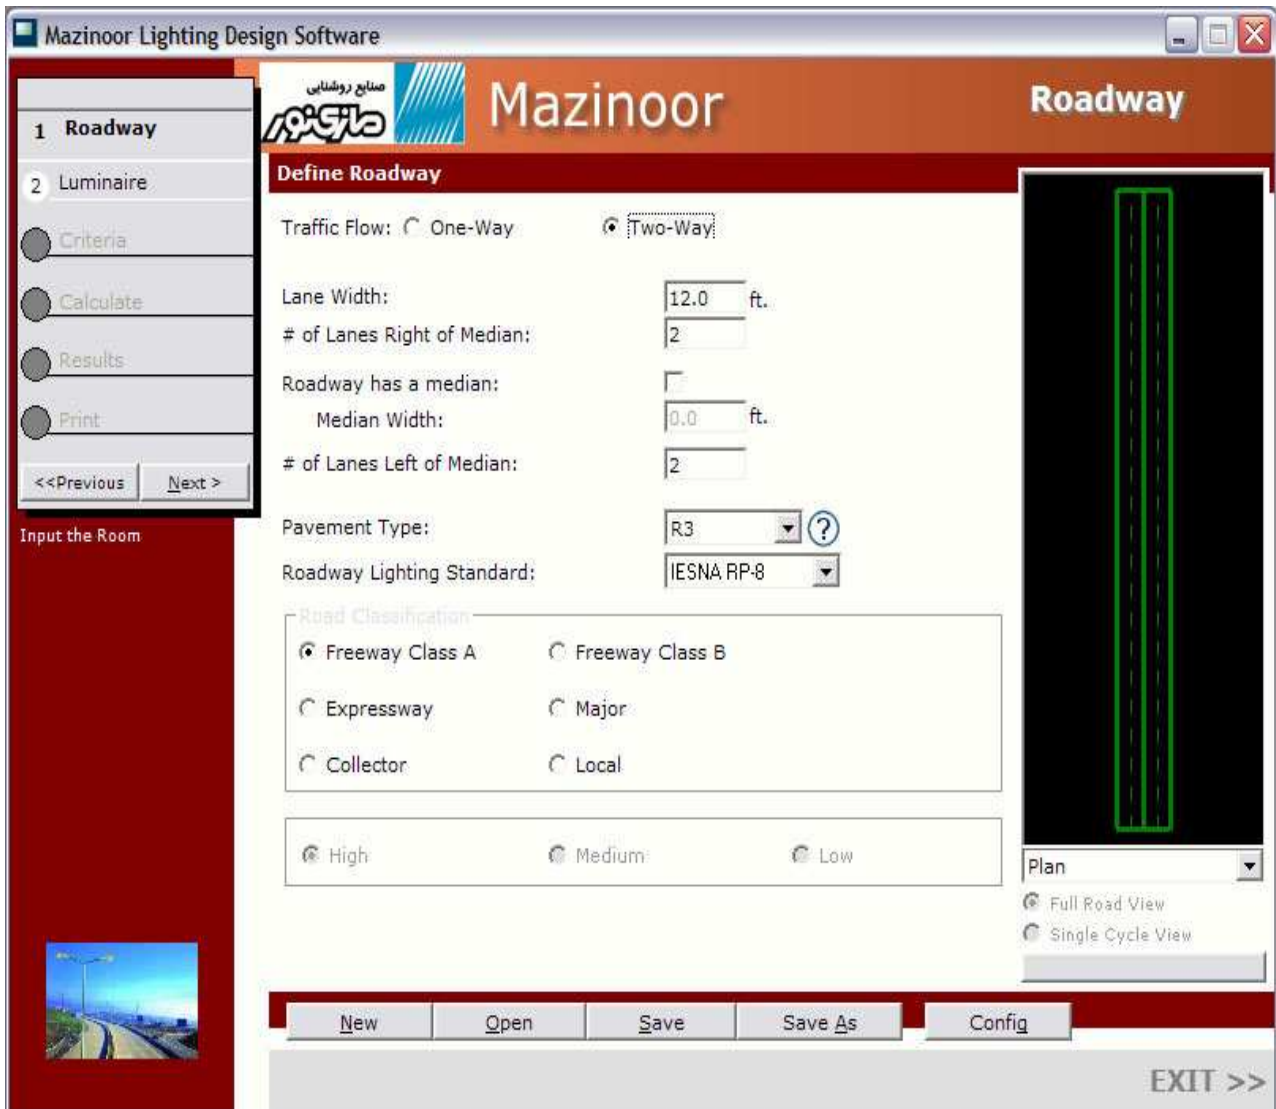 Mazinoor Lighting Design Software
صنایع روشنایی
مازی نور
Mazinoor
Roadway
1 Roadway
2 Luminaire
Criteria
Calculate
Results
Print
<<Previous Next >
Input the Room
Define Roadway
Traffic Flow: One-Way Two-Way
Lane Width: 12.0 ft.
# of Lanes Right of Median: 2
Roadway has a median:
Median Width: 0.0 ft.
# of Lanes Left of Median: 2
Pavement Type: R3 ?
Roadway Lighting Standard: IESNA RP-8
Road Classification
Freeway Class A Freeway Class B
Expressway Major
Collector Local
High Medium Low
Plan
Full Road View
Single Cycle View
New Open Save Save As Config
EXIT >>